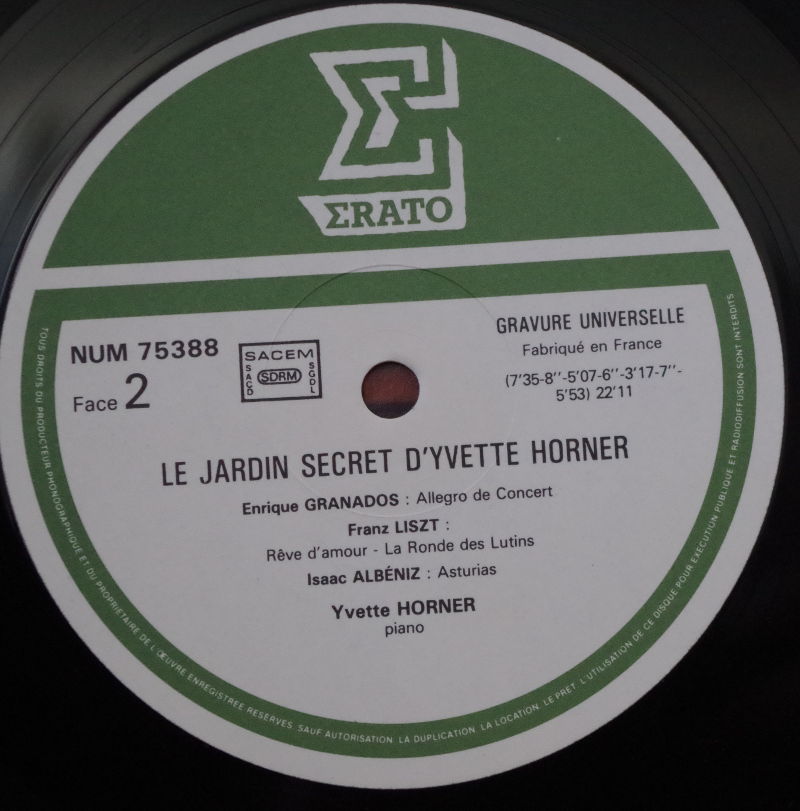 ΣRATO
NUM 75388
Face 2
SACEM
SACD
SDRM
SGDL
GRAVURE UNIVERSELLE
Fabriqué en France
(7'35-8''-5'07-6''-3'17-7''-
5'53) 22'11
LE JARDIN SECRET D'YVETTE HORNER
Enrique GRANADOS : Allegro de Concert
Franz LISZT :
Rêve d'amour - La Ronde des Lutins
Isaac ALBÉNIZ : Asturias
Yvette HORNER
piano
TOUS DROITS DU PRODUCTEUR PHONOGRAPHIQUE ET DU PROPRIETAIRE DE L'ŒUVRE ENREGISTREE RESERVES. SAUF AUTORISATION. LA DUPLICATION. LA LOCATION. LE PRET. L'UTILISATION DE CE DISQUE POUR EXECUTION PUBLIQUE ET RADIODIFFUSION SONT INTERDITS